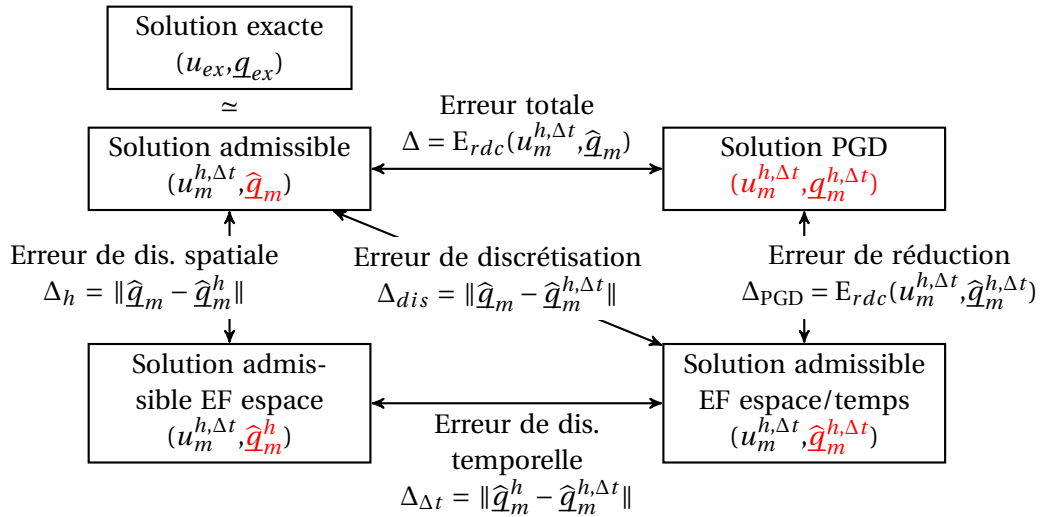 Solution exacte
(u_{ex},q_{ex})
≃
Erreur totale
Δ = E_{rdc}(u_m^{h,Δt},q̂_m)
Solution admissible
(u_m^{h,Δt},q̂_m)
Solution PGD
(u_m^{h,Δt},q_m^{h,Δt})
Erreur de dis. spatiale
Δ_h = ‖q̂_m − q̂_m^h‖
Erreur de discrétisation
Δ_{dis} = ‖q̂_m − q̂_m^{h,Δt}‖
Erreur de réduction
Δ_{PGD} = E_{rdc}(u_m^{h,Δt},q̂_m^{h,Δt})
Solution admis-
sible EF espace
(u_m^{h,Δt},q̂_m^h)
Solution admissible
EF espace/temps
(u_m^{h,Δt},q̂_m^{h,Δt})
Erreur de dis.
temporelle
Δ_{Δt} = ‖q̂_m^h − q̂_m^{h,Δt}‖